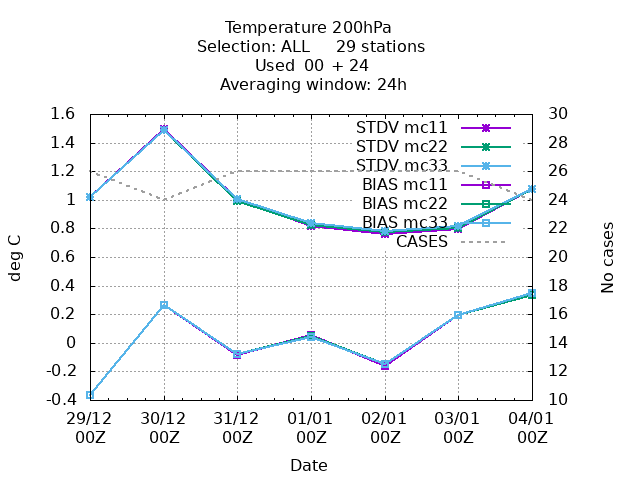 Temperature 200hPa
Selection: ALL 29 stations
Used 00 + 24
Averaging window: 24h
1.6
1.4
1.2
1
0.8
0.6
0.4
0.2
0
-0.2
-0.4
deg C
30
28
26
24
22
20
18
16
14
12
10
No cases
STDV mc11
STDV mc22
STDV mc33
BIAS mc11
BIAS mc22
BIAS mc33
CASES
29/12 30/12 31/12 01/01 02/01 03/01 04/01
00Z 00Z 00Z 00Z 00Z 00Z 00Z
Date